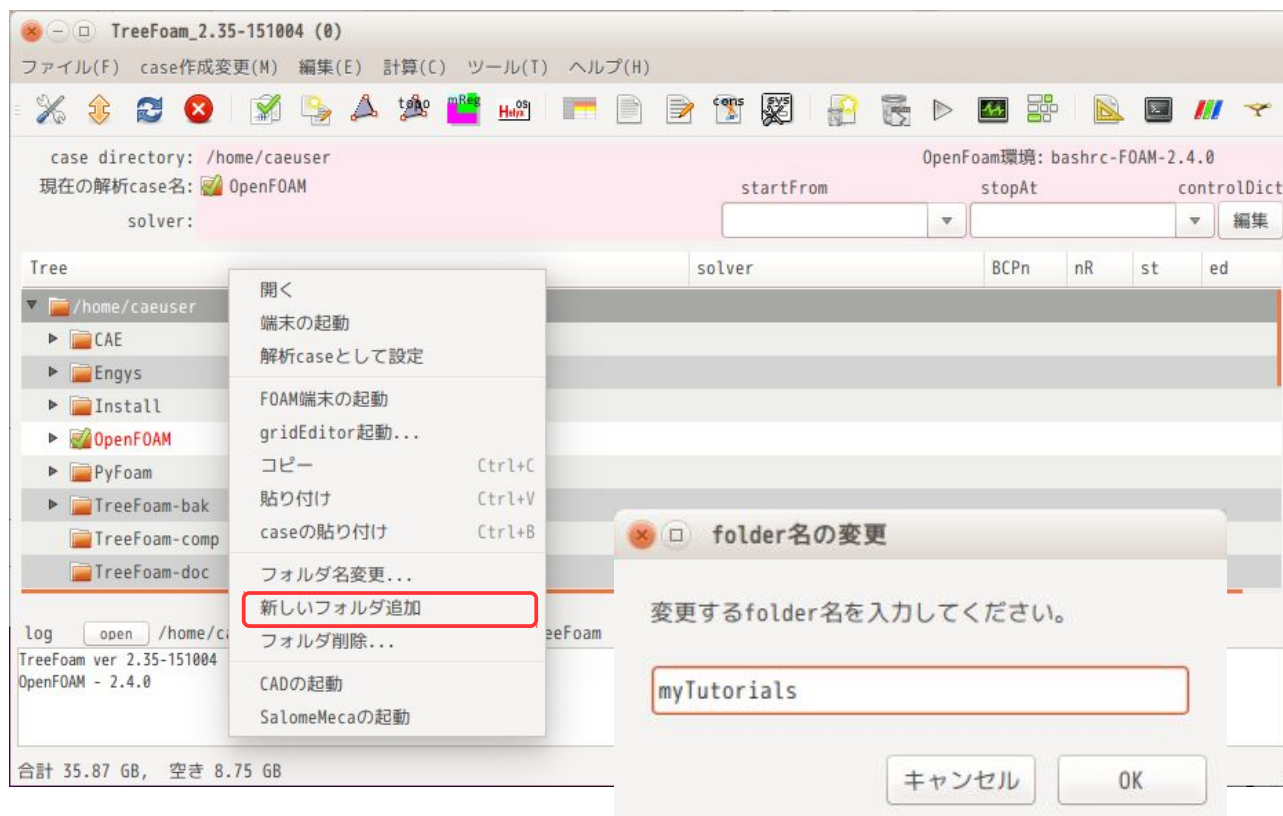 TreeFoam_2.35-151004 (0)
ファイル(F) case作成変更(M) 編集(E) 計算(C) ツール(T) ヘルプ(H)
topo mReg OS Helyx cons sys
case directory: /home/caeuser OpenFoam環境: bashrc-FOAM-2.4.0
現在の解析case名: OpenFOAM startFrom stopAt controlDict
solver: 編集
Tree solver BCPn nR st ed
/home/caeuser
CAE
Engys
Install
OpenFOAM
PyFoam
TreeFoam-bak
TreeFoam-comp
TreeFoam-doc
開く
端末の起動
解析caseとして設定
FOAM端末の起動
gridEditor起動...
コピー Ctrl+C
貼り付け Ctrl+V
caseの貼り付け Ctrl+B
フォルダ名変更...
新しいフォルダ追加
フォルダ削除...
CADの起動
SalomeMecaの起動
log open /home/ca eeFoam
TreeFoam ver 2.35-151004
OpenFOAM - 2.4.0
合計 35.87 GB, 空き 8.75 GB
folder名の変更
変更するfolder名を入力してください。
myTutorials
キャンセル OK